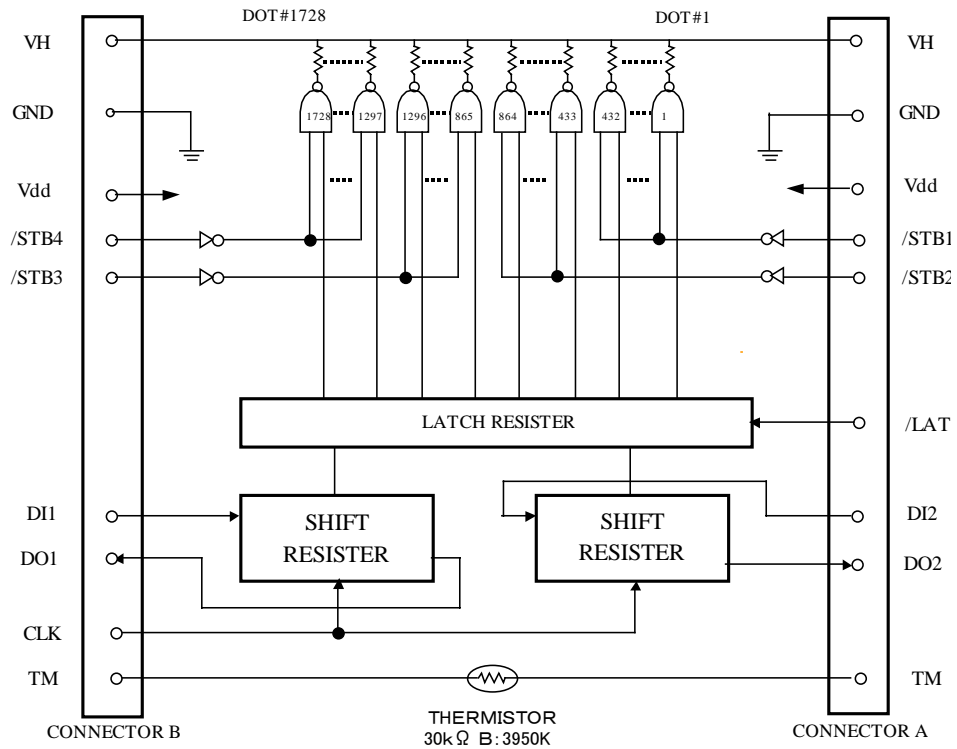 DOT#1728 DOT#1
VH VH
1728 1297 1296 865 864 433 432 1
GND GND
Vdd Vdd
/STB4 /STB1
/STB3 /STB2
LATCH RESISTER /LAT
DI1 SHIFT RESISTER SHIFT RESISTER DI2
DO1 DO2
CLK
TM TM
THERMISTOR
30kΩ B:3950K
CONNECTOR B CONNECTOR A